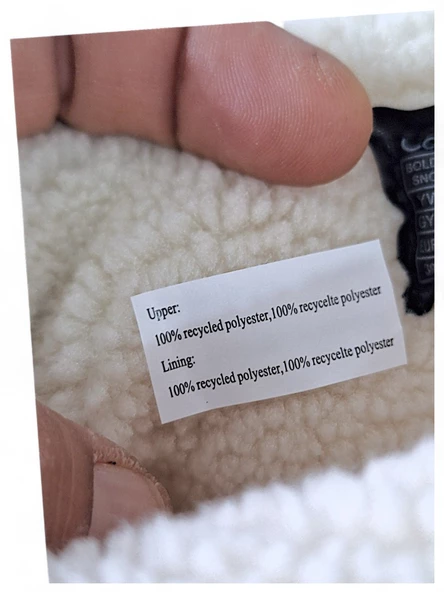 Upper:
100% recycled polyester,100% recycelte polyester
Lining:
100% recycled polyester,100% recycelte polyester